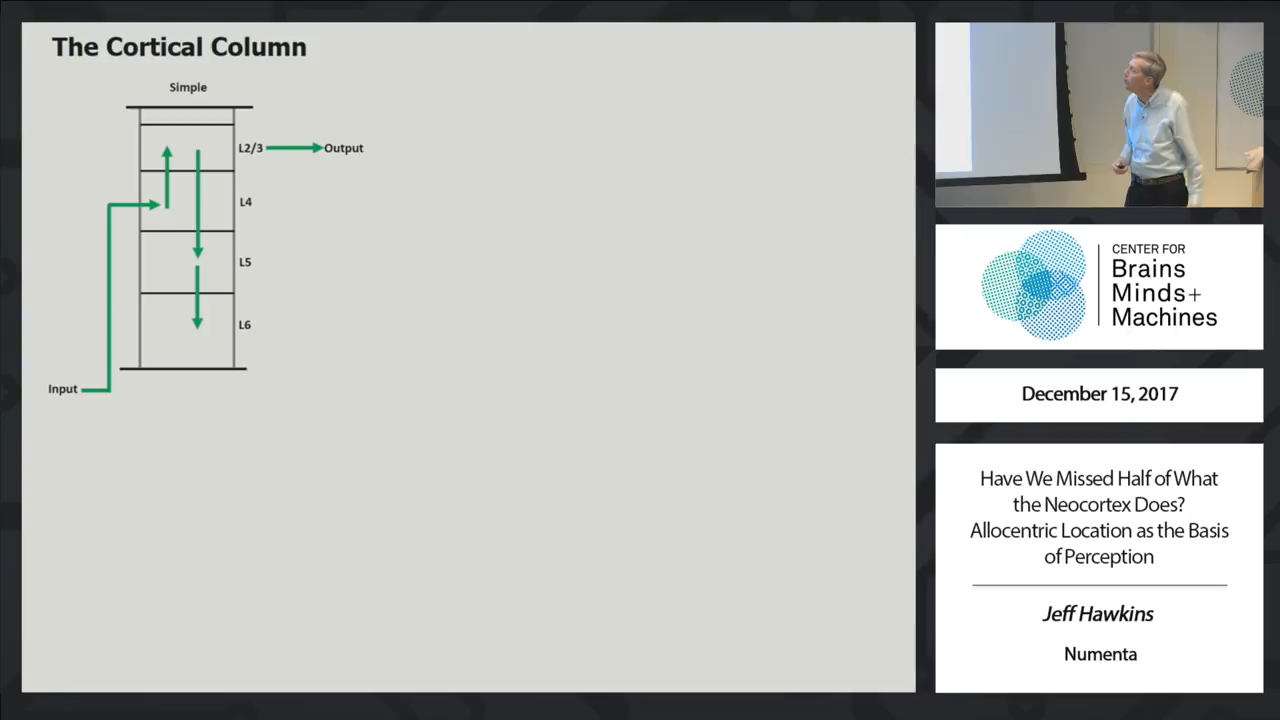 The Cortical Column
Simple
L2/3
Output
L4
L5
L6
Input
CENTER FOR
Brains
Minds+
Machines
December 15, 2017
Have We Missed Half of What
the Neocortex Does?
Allocentric Location as the Basis
of Perception
Jeff Hawkins
Numenta